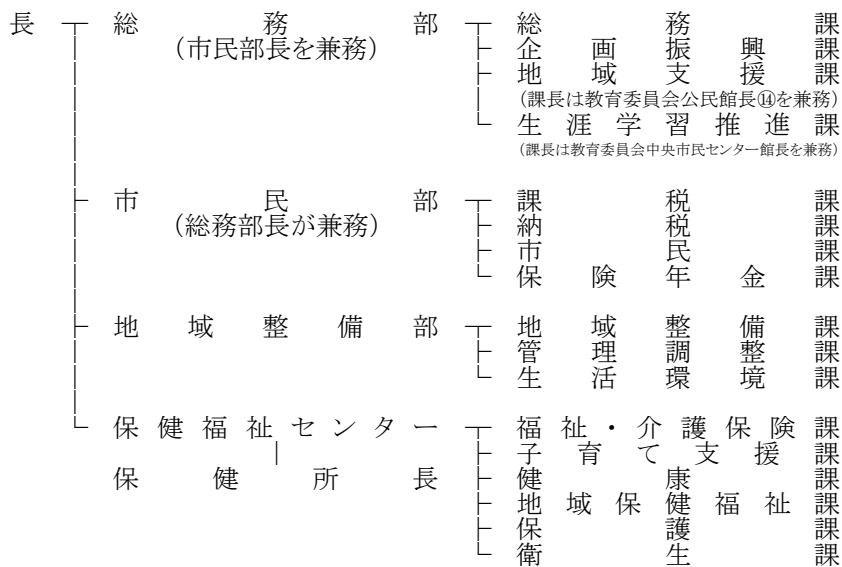 長 総務部 総務課
(市民部長を兼務) 企画振興課
地域支援課
(課長は教育委員会公民館長⑭を兼務)
生涯学習推進課
(課長は教育委員会中央市民センター館長を兼務)
市民部 課税課
(総務部長が兼務) 納税課
市民課
保険年金課
地域整備部 地域整備課
管理調整課
生活環境課
保健福祉センター 福祉・介護保険課
子育て支援課
保健所長 健康課
地域保健福祉課
保護課
衛生課